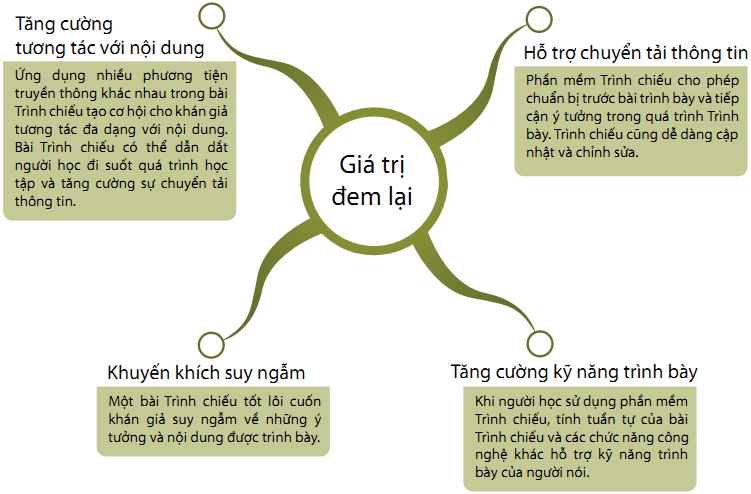 Tăng cường
tương tác với nội dung
Ứng dụng nhiều phương tiện
truyền thông khác nhau trong bài
Trình chiếu tạo cơ hội cho khán giả
tương tác đa dạng với nội dung.
Bài Trình chiếu có thể dẫn dắt
người học đi suốt quá trình học
tập và tăng cường sự chuyển tải
thông tin.
Hỗ trợ chuyển tải thông tin
Phần mềm Trình chiếu cho phép
chuẩn bị trước bài trình bày và tiếp
cận ý tưởng trong quá trình Trình
bày. Trình chiếu cũng dễ dàng cập
nhật và chỉnh sửa.
Giá trị
đem lại
Khuyến khích suy ngẫm
Một bài Trình chiếu tốt lôi cuốn
khán giả suy ngẫm về những ý
tưởng và nội dung được trình bày.
Tăng cường kỹ năng trình bày
Khi người học sử dụng phần mềm
Trình chiếu, tính tuần tự của bài
Trình chiếu và các chức năng công
nghệ khác hỗ trợ kỹ năng trình
bày của người nói.